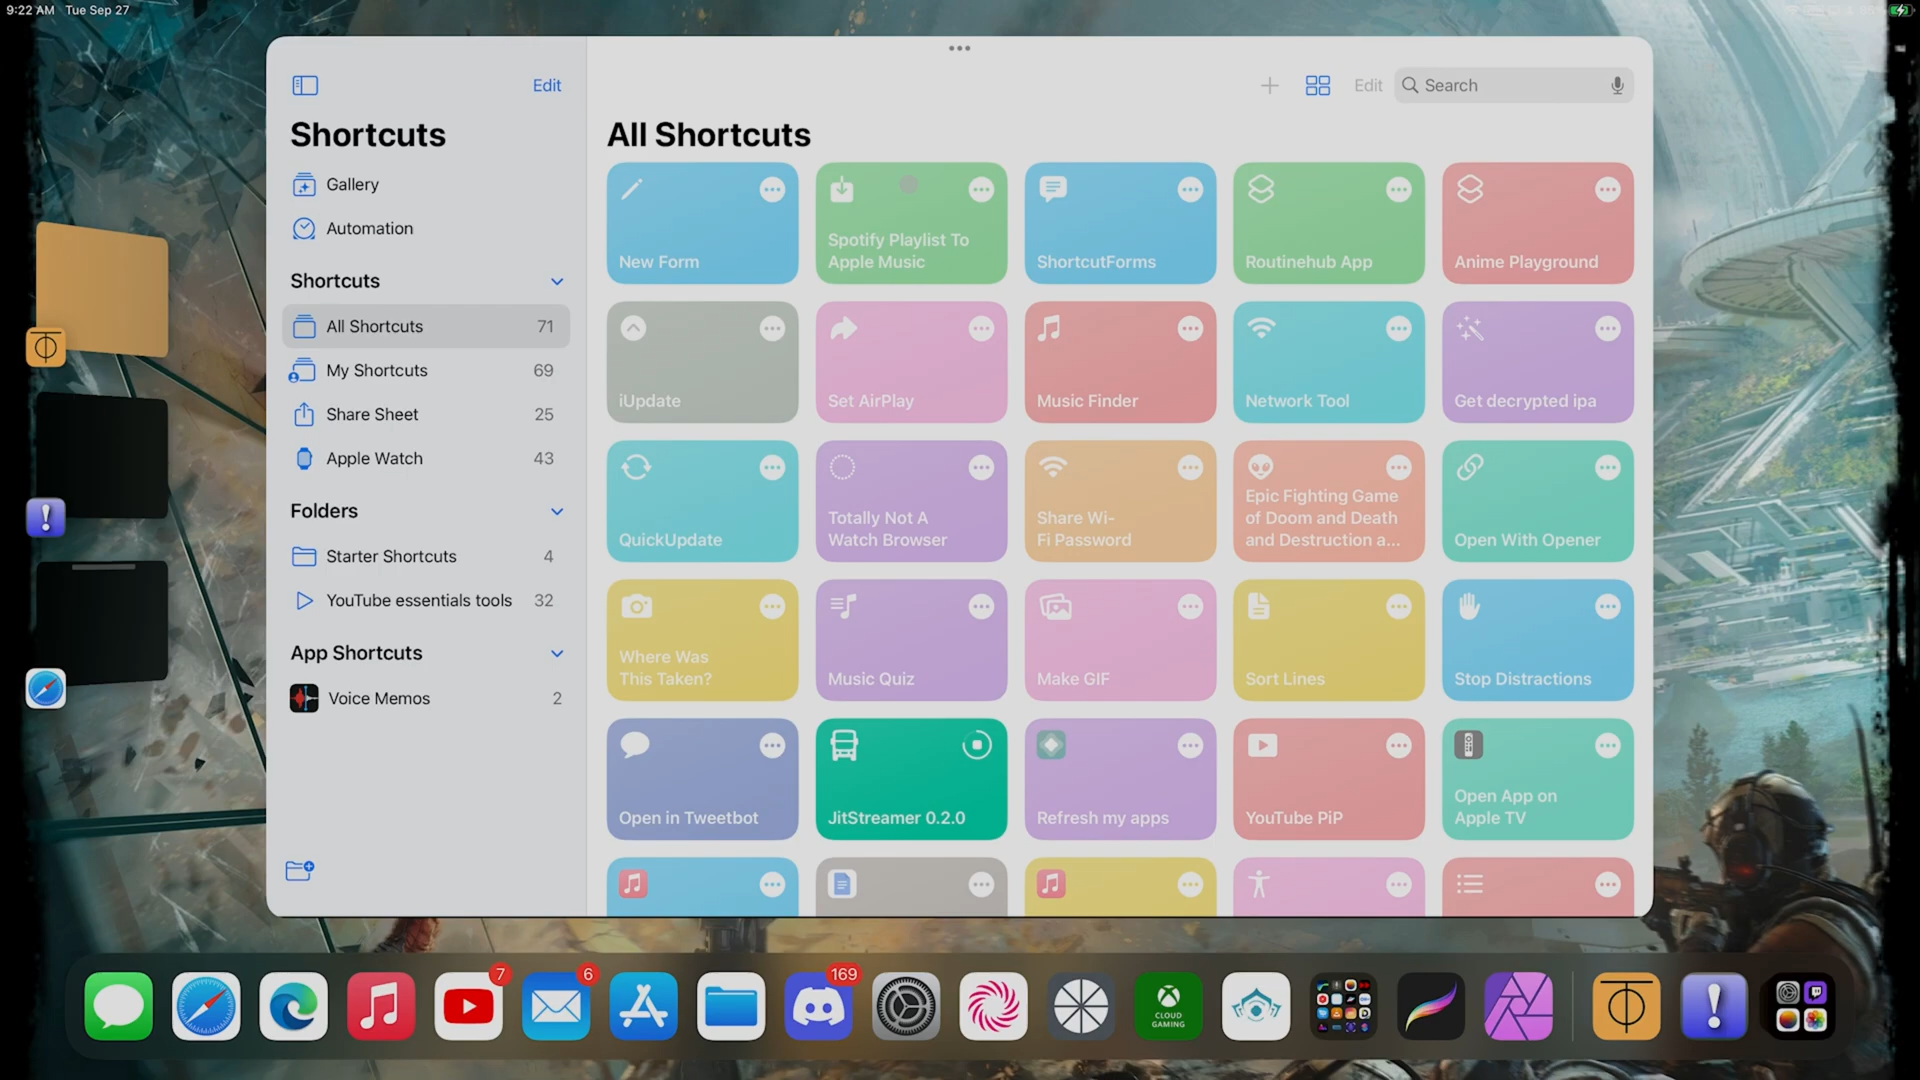 9:22 AM Tue Sep 27
Edit
Edit
Search
Shortcuts
Gallery
Automation
Shortcuts
All Shortcuts 71
My Shortcuts 69
Share Sheet 25
Apple Watch 43
Folders
Starter Shortcuts 4
YouTube essentials tools 32
App Shortcuts
Voice Memos 2
All Shortcuts
New Form
Spotify Playlist To
Apple Music
ShortcutForms
Routinehub App
Anime Playground
iUpdate
Set AirPlay
Music Finder
Network Tool
Get decrypted ipa
QuickUpdate
Totally Not A
Watch Browser
Share Wi-
Fi Password
Epic Fighting Game
of Doom and Death
and Destruction a...
Open With Opener
Where Was
This Taken?
Music Quiz
Make GIF
Sort Lines
Stop Distractions
Open in Tweetbot
JitStreamer 0.2.0
Refresh my apps
YouTube PiP
Open App on
Apple TV
7
6
169
CLOUD
GAMING